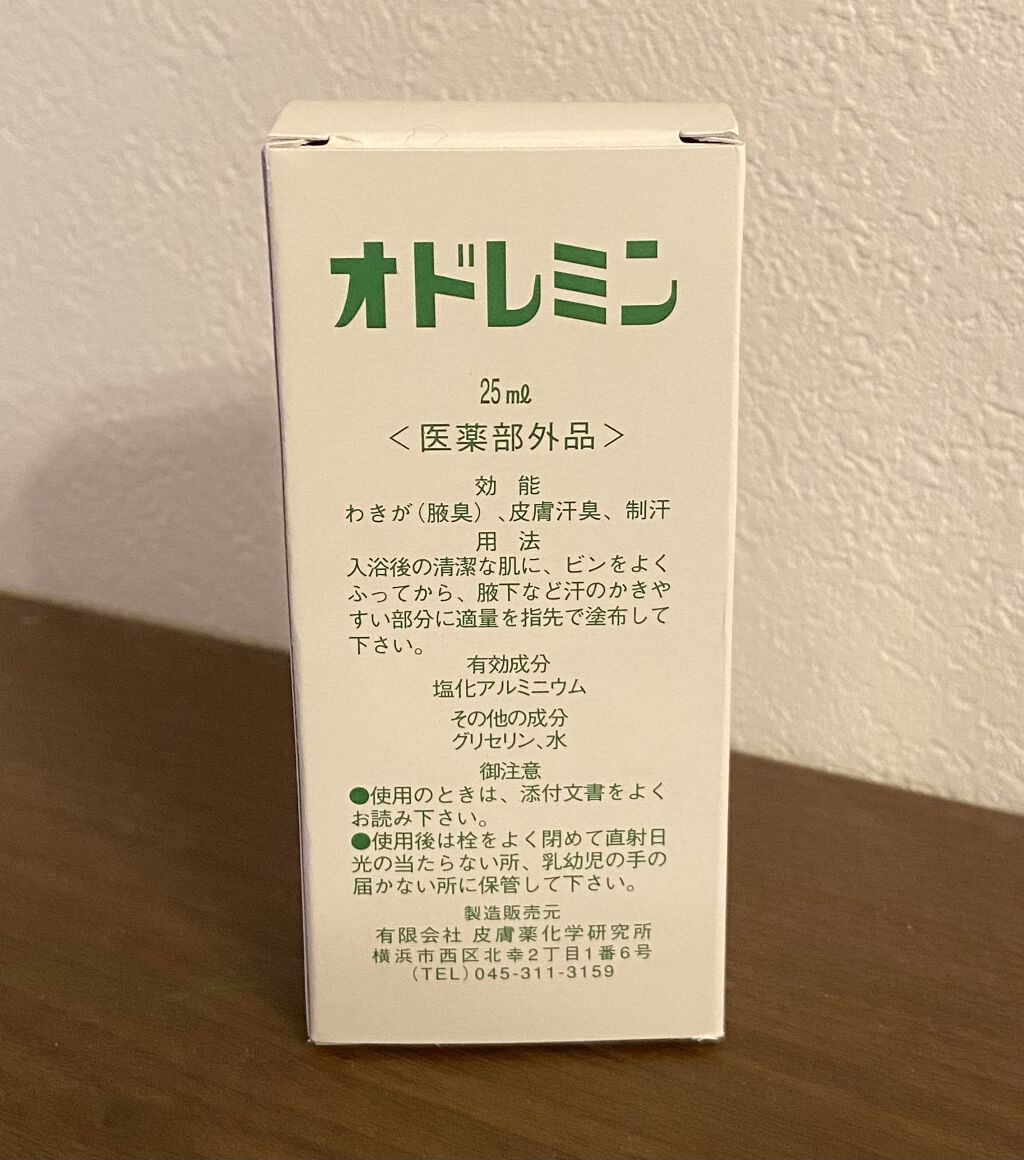 オドレミン
25ml
＜医薬部外品＞
効 能
わきが（腋臭）、皮膚汗臭、制汗
用 法
入浴後の清潔な肌に、ビンをよく
ふってから、腋下など汗のかきや
すい部分に適量を指先で塗布して
下さい。
有効成分
塩化アルミニウム
その他の成分
グリセリン、水
御注意
●使用のときは、添付文書をよく
お読み下さい。
●使用後は栓をよく閉めて直射日
光の当たらない所、乳幼児の手の
届かない所に保管して下さい。
製造販売元
有限会社 皮膚薬化学研究所
横浜市西区北幸2丁目1番6号
（TEL）045-311-3159